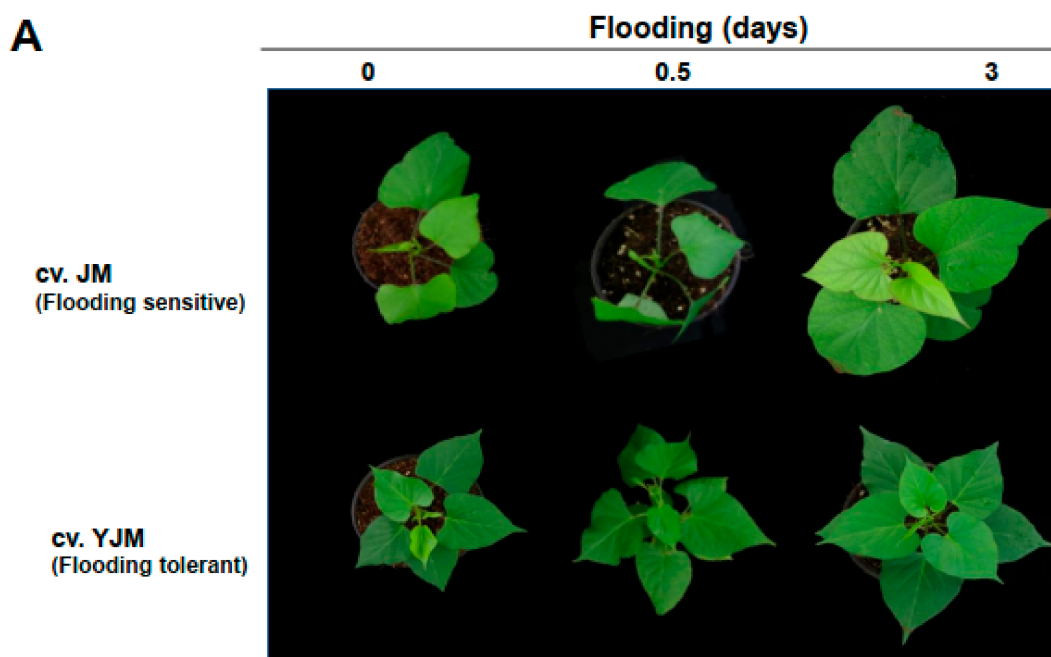 A
Flooding (days)
0 0.5 3
cv. JM
(Flooding sensitive)
cv. YJM
(Flooding tolerant)